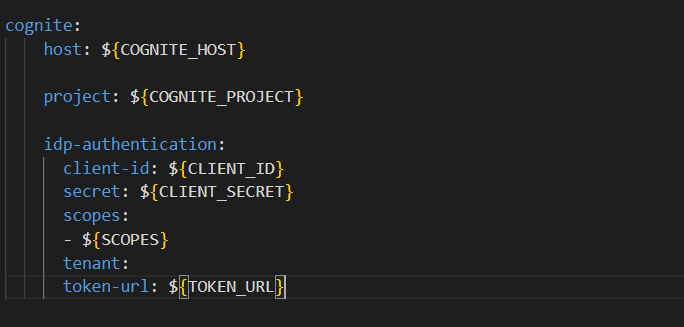 cognite:
host: ${COGNITE_HOST}
project: ${COGNITE_PROJECT}
idp-authentication:
client-id: ${CLIENT_ID}
secret: ${CLIENT_SECRET}
scopes:
- ${SCOPES}
tenant:
token-url: ${TOKEN_URL}